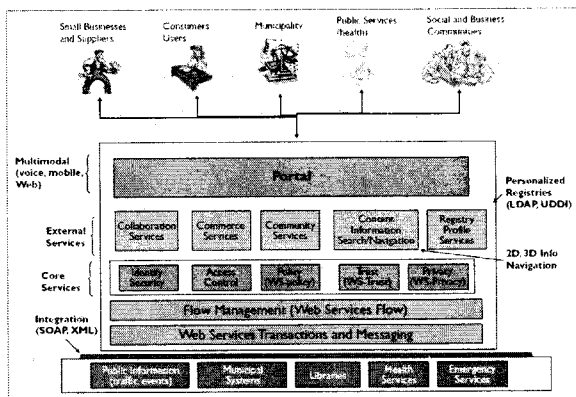 Small Businesses
and Suppliers
Consumers
Users
Municipality
Public Services
/healths
Social and Business
Communities
Multimodal
(voice, mobile,
Web)
Portal
Personalized
Registries
(LDAP, UDDI)
External
Services
Collaboration
Services
Commerce
Services
Community
Services
Content
Information
Search/Navigation
Registry
Profile
Services
2D, 3D Info
Navigation
Core
Services
Identity
Security
Access
Control
Policy
(WS-policy)
Trust
(WS-Trust)
Privacy
(WS-Privacy)
Flow Management (Web Services Flow)
Integration
(SOAP, XML)
Web Services Transactions and Messaging
Public Information
(traffic events)
Municipal
Systems
Libraries
Health
Services
Emergency
Services